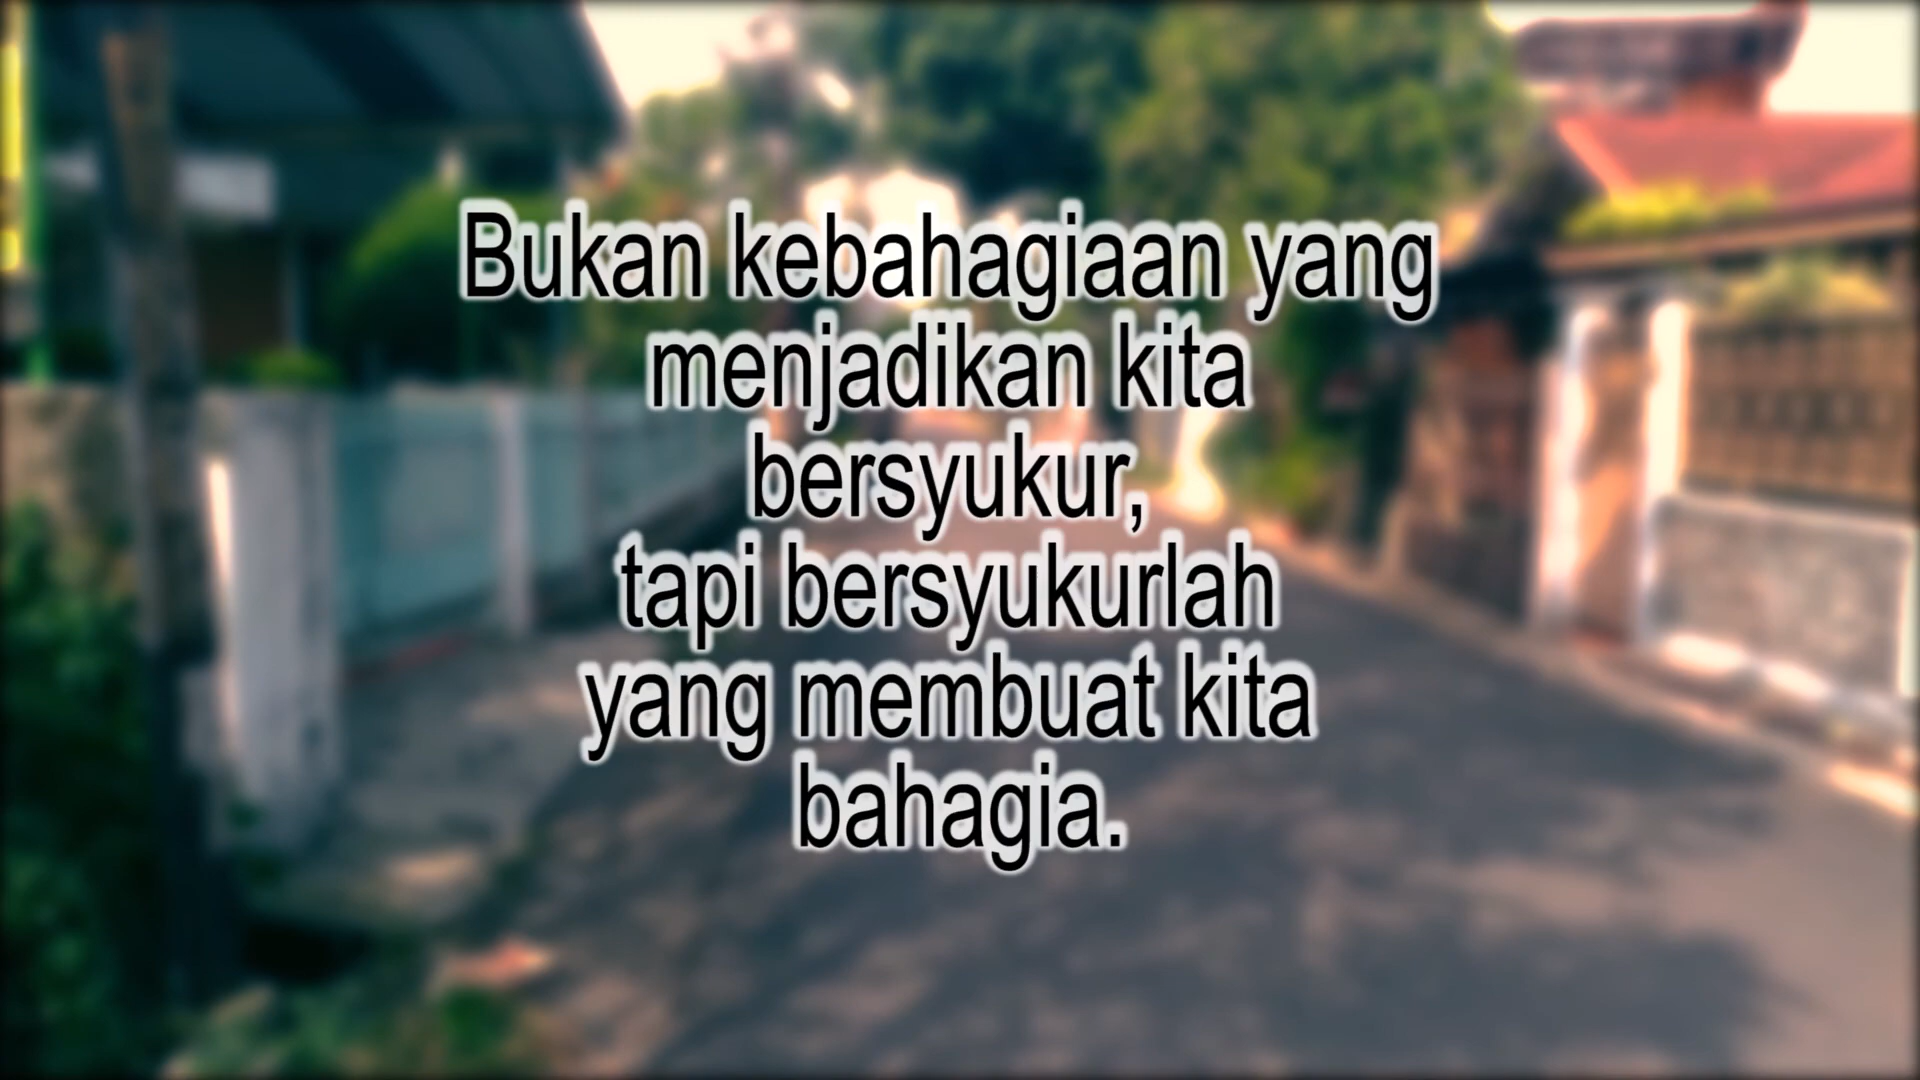 Bukan kebahagiaan yang
menjadikan kita
bersyukur,
tapi bersyukurlah
yang membuat kita
bahagia.